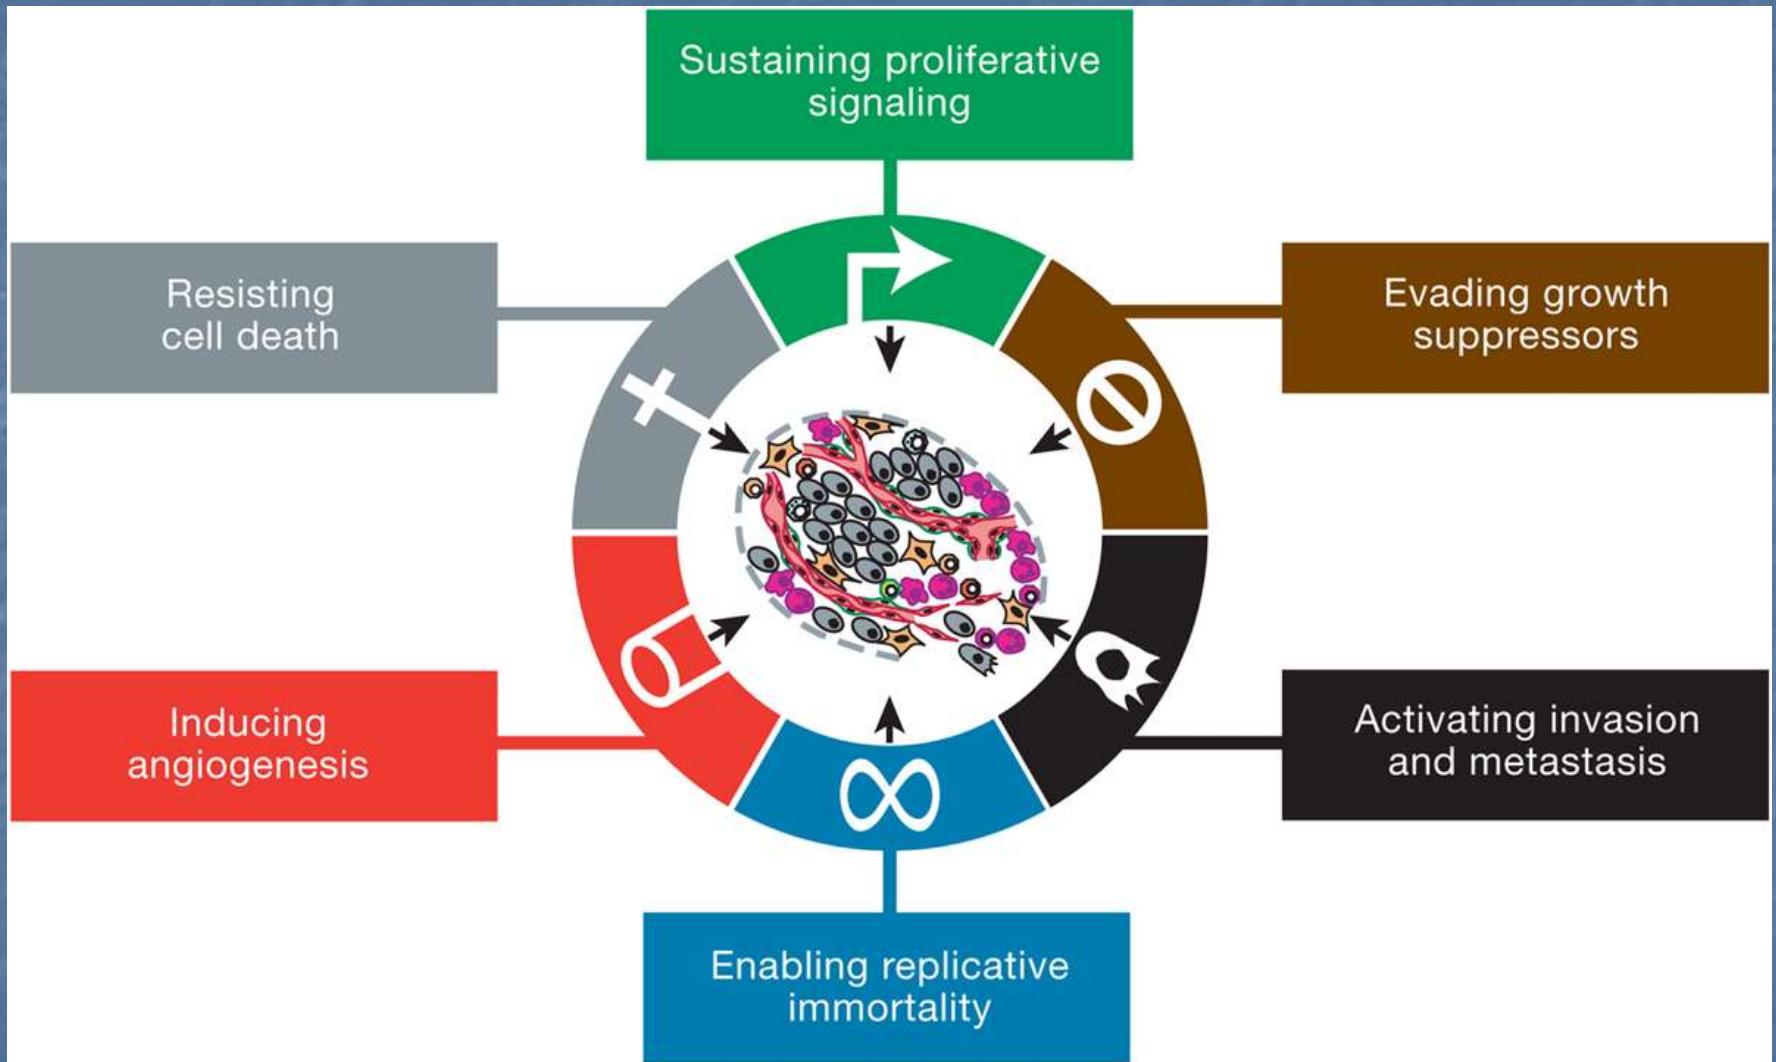 Sustaining proliferative
signaling
Resisting
cell death
Evading growth
suppressors
Inducing
angiogenesis
Activating invasion
and metastasis
Enabling replicative
immortality